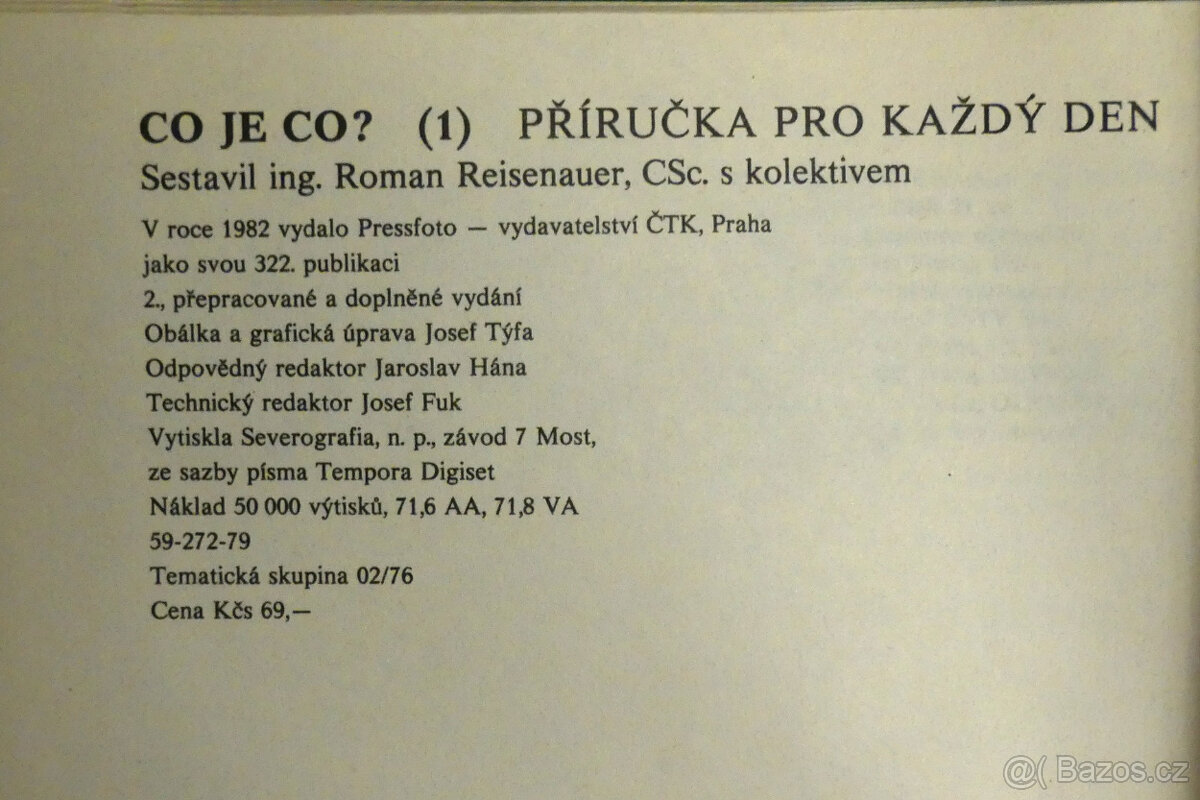 CO JE CO? (1) PŘÍRUČKA PRO KAŽDÝ DEN
Sestavil ing. Roman Reisenauer, CSc. s kolektivem
V roce 1982 vydalo Pressfoto — vydavatelství ČTK, Praha
jako svou 322. publikaci
2., přepracované a doplněné vydání
Obálka a grafická úprava Josef Týfa
Odpovědný redaktor Jaroslav Hána
Technický redaktor Josef Fuk
Vytiskla Severografia, n. p., závod 7 Most,
ze sazby písma Tempora Digiset
Náklad 50 000 výtisků, 71,6 AA, 71,8 VA
59-272-79
Tematická skupina 02/76
Cena Kčs 69,—
@( Bazos.cz